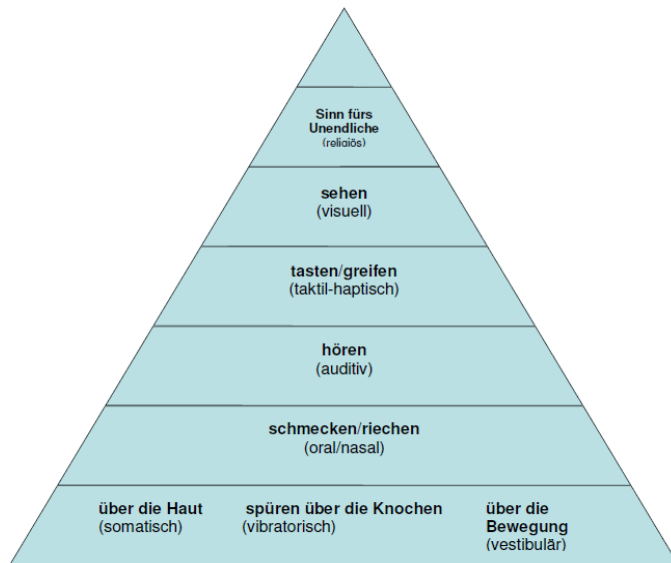 Sinn fürs
Unendliche
(religiös)
sehen
(visuell)
tasten/greifen
(taktil-haptisch)
hören
(auditiv)
schmecken/riechen
(oral/nasal)
über die Haut
(somatisch)
spüren über die Knochen
(vibratorisch)
über die
Bewegung
(vestibulär)